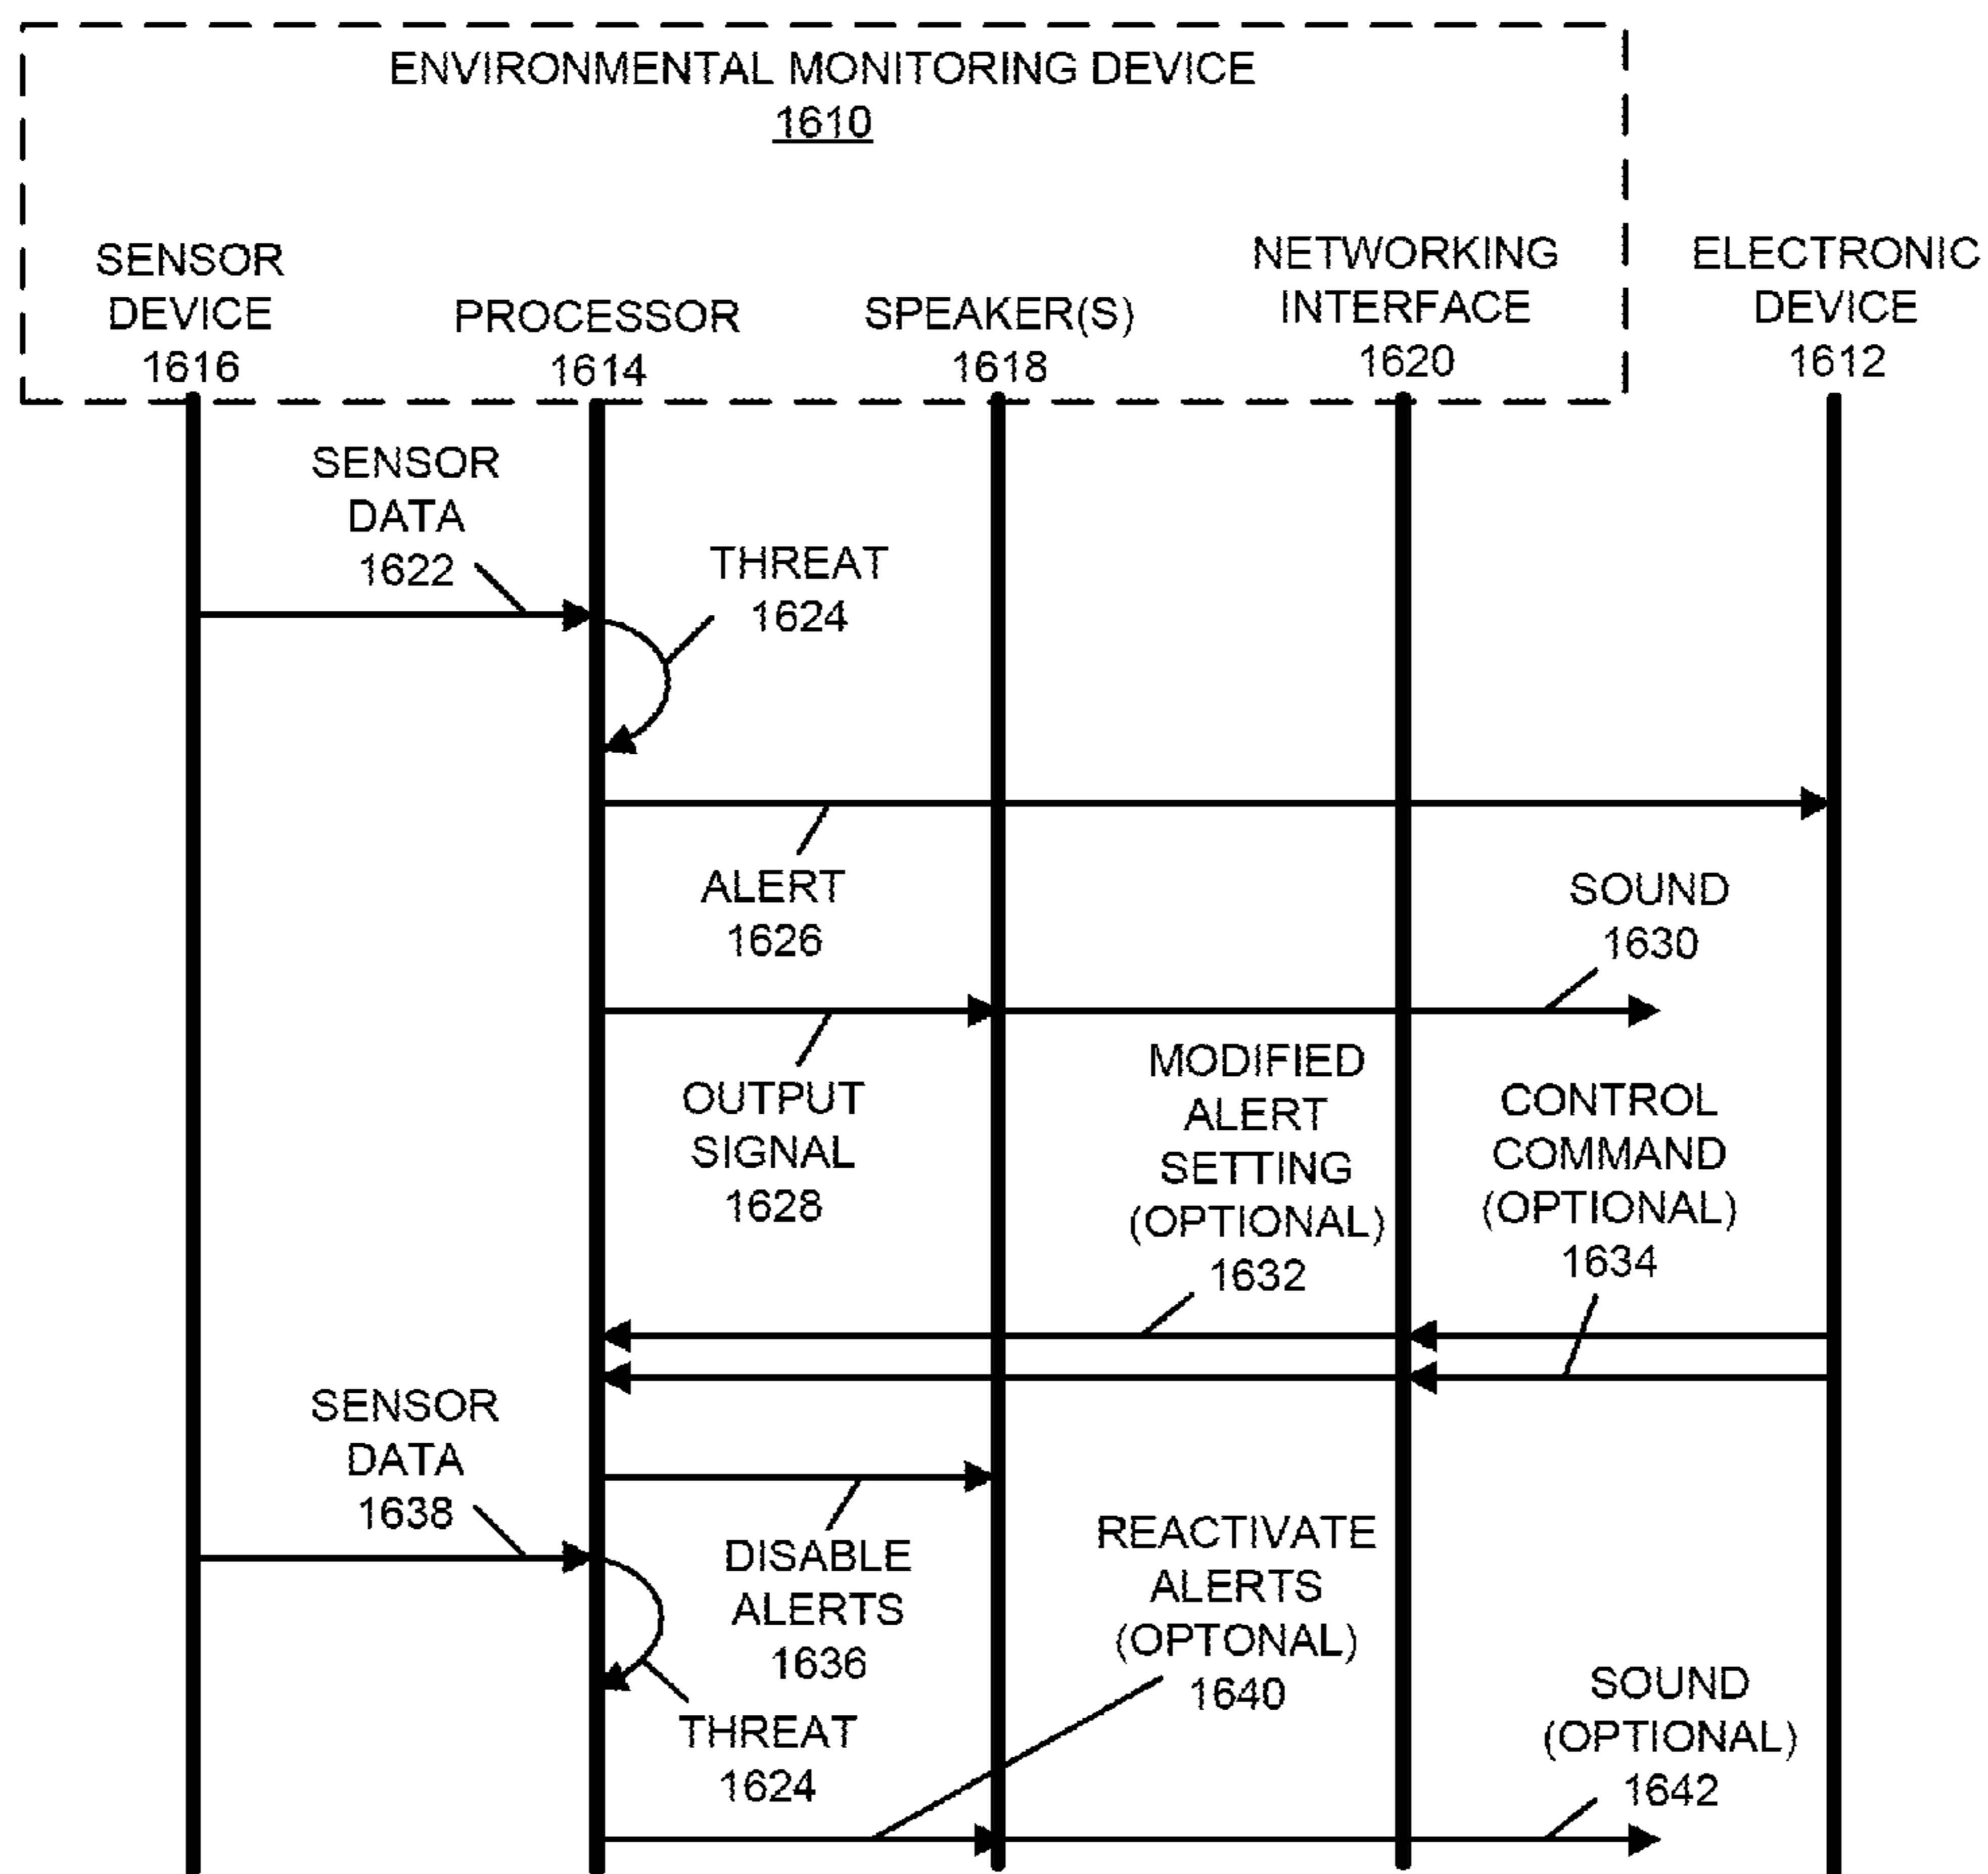 ENVIRONMENTAL MONITORING DEVICE
1610
SENSOR
DEVICE
1616
PROCESSOR
1614
SPEAKER(S)
1618
NETWORKING
INTERFACE
1620
ELECTRONIC
DEVICE
1612
SENSOR
DATA
1622
THREAT
1624
ALERT
1626
SOUND
1630
OUTPUT
SIGNAL
1628
MODIFIED
ALERT
SETTING
(OPTIONAL)
1632
CONTROL
COMMAND
(OPTIONAL)
1634
SENSOR
DATA
1638
DISABLE
ALERTS
1636
REACTIVATE
ALERTS
(OPTONAL)
1640
THREAT
1624
SOUND
(OPTIONAL)
1642